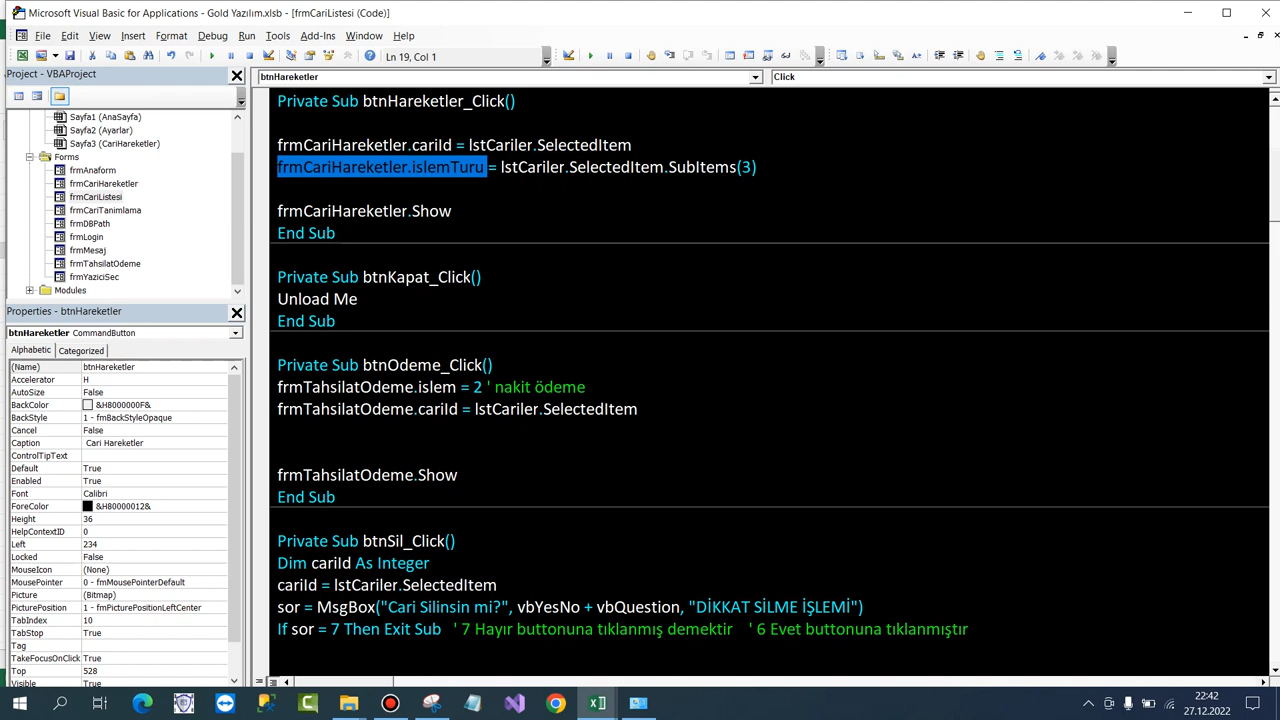 Microsoft Visual Basic for Applications - Gold Yazılım.xlsb - [frmCariListesi (Code)]
File Edit View Insert Format Debug Run Tools Add-Ins Window Help
Ln 19, Col 1
Project - VBAProject
btnHareketler Click
Sayfa1 (AnaSayfa)
Sayfa2 (Ayarlar)
Sayfa3 (CariHareketler)
Forms
frmAnaform
frmCariHareketler
frmCariListesi
frmCariTanimlama
frmDBPath
frmLogin
frmMesaj
frmTahsilatOdeme
frmYaziciSec
Modules
Properties - btnHareketler
btnHareketler CommandButton
Alphabetic Categorized
(Name) btnHareketler
Accelerator H
AutoSize False
BackColor &H8000000F&
BackStyle 1 - fmBackStyleOpaque
Cancel False
Caption Cari Hareketler
ControlTipText
Default True
Enabled True
Font Calibri
ForeColor &H80000012&
Height 36
HelpContextID 0
Left 234
Locked False
MouseIcon (None)
MousePointer 0 - fmMousePointerDefault
Picture (Bitmap)
PicturePosition 1 - fmPicturePositionLeftCenter
TabIndex 10
TabStop True
Tag
TakeFocusOnClick True
Top 528
Visible True
Private Sub btnHareketler_Click()
frmCariHareketler.cariId = lstCariler.SelectedItem
frmCariHareketler.islemTuru = lstCariler.SelectedItem.SubItems(3)
frmCariHareketler.Show
End Sub
Private Sub btnKapat_Click()
Unload Me
End Sub
Private Sub btnOdeme_Click()
frmTahsilatOdeme.islem = 2 ' nakit ödeme
frmTahsilatOdeme.cariId = lstCariler.SelectedItem
frmTahsilatOdeme.Show
End Sub
Private Sub btnSil_Click()
Dim cariId As Integer
cariId = lstCariler.SelectedItem
sor = MsgBox("Cari Silinsin mi?", vbYesNo + vbQuestion, "DİKKAT SİLME İŞLEMİ")
If sor = 7 Then Exit Sub ' 7 Hayır buttonuna tıklanmış demektir ' 6 Evet buttonuna tıklanmıştır
22:42
27.12.2022